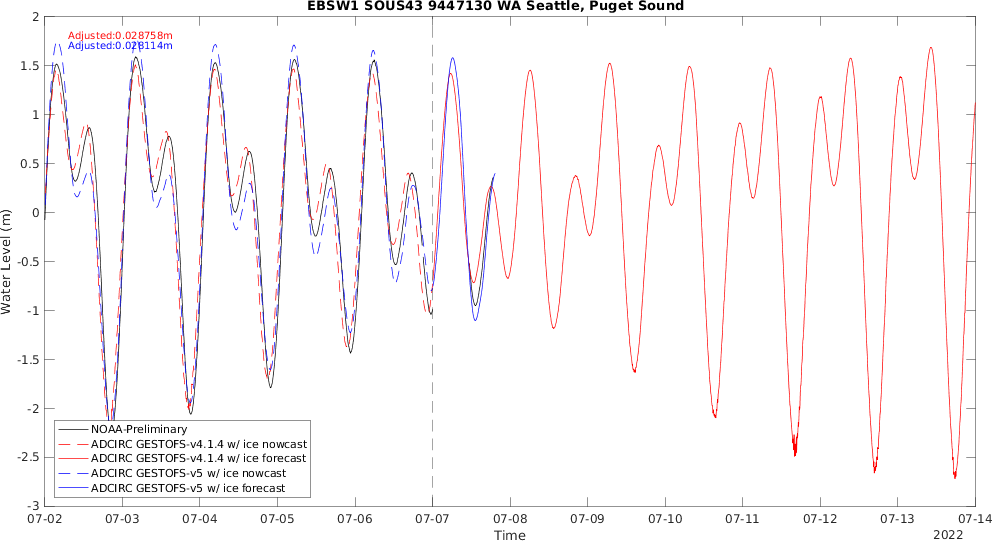 EBSW1 SOUS43 9447130 WA Seattle, Puget Sound
Adjusted:0.028758m
Adjusted:0.028114m
2
1.5
1
0.5
0
-0.5
-1
-1.5
-2
-2.5
-3
Water Level (m)
NOAA-Preliminary
ADCIRC GESTOFS-v4.1.4 w/ ice nowcast
ADCIRC GESTOFS-v4.1.4 w/ ice forecast
ADCIRC GESTOFS-v5 w/ ice nowcast
ADCIRC GESTOFS-v5 w/ ice forecast
07-02 07-03 07-04 07-05 07-06 07-07 07-08 07-09 07-10 07-11 07-12 07-13 07-14
Time
2022